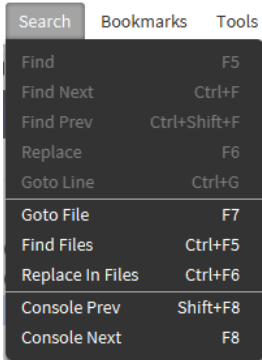 Search Bookmarks Tools
Find F5
Find Next Ctrl+F
Find Prev Ctrl+Shift+F
Replace F6
Goto Line Ctrl+G
Goto File F7
Find Files Ctrl+F5
Replace In Files Ctrl+F6
Console Prev Shift+F8
Console Next F8